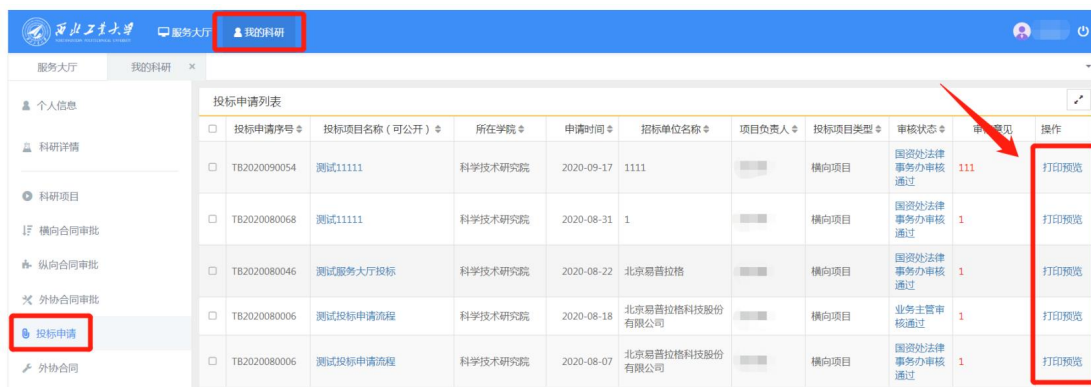 西北工业大学 服务大厅 我的科研
服务大厅 我的科研 ×
个人信息
科研详情
科研项目
横向合同审批
纵向合同审批
外协合同审批
投标申请
外协合同
投标申请列表
投标申请序号 投标项目名称（可公开） 所在学院 申请时间 招标单位名称 项目负责人 投标项目类型 审核状态 操作
TB2020090054 测试11111 科学技术研究院 2020-09-17 1111 横向项目 国资处法律 111 打印预览
事务办审核
通过
TB2020080068 测试11111 科学技术研究院 2020-08-31 1 横向项目 国资处法律 1 打印预览
事务办审核
通过
TB2020080046 测试服务大厅投标 科学技术研究院 2020-08-22 北京易普拉格 横向项目 国资处法律 1 打印预览
事务办审核
通过
TB2020080006 测试投标申请流程 科学技术研究院 2020-08-18 北京易普拉格科技股份 横向项目 业务主管审 1 打印预览
有限公司 核通过
TB2020080006 测试投标申请流程 科学技术研究院 2020-08-07 北京易普拉格科技股份 横向项目 国资处法律 1 打印预览
有限公司 事务办审核
通过